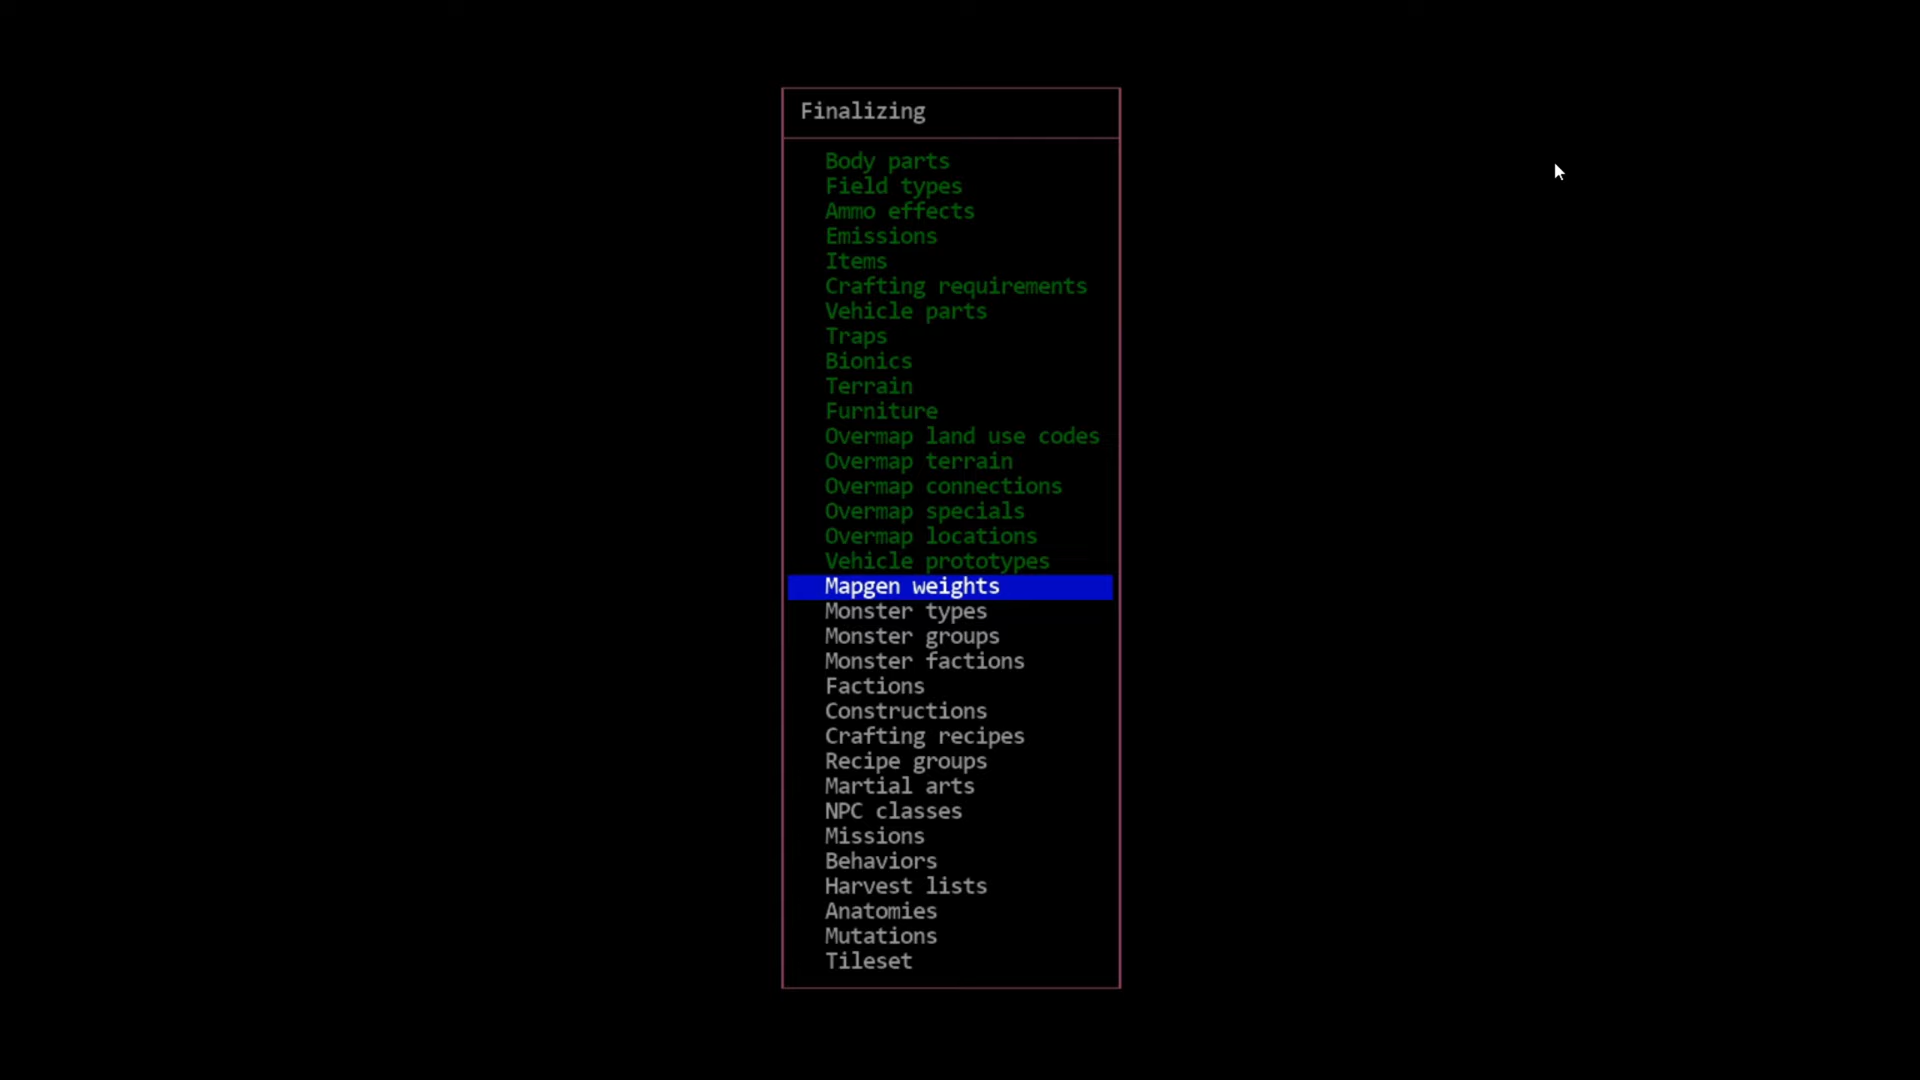 Finalizing
Body parts
Field types
Ammo effects
Emissions
Items
Crafting requirements
Vehicle parts
Traps
Bionics
Terrain
Furniture
Overmap land use codes
Overmap terrain
Overmap connections
Overmap specials
Overmap locations
Vehicle prototypes
Mapgen weights
Monster types
Monster groups
Monster factions
Factions
Constructions
Crafting recipes
Recipe groups
Martial arts
NPC classes
Missions
Behaviors
Harvest lists
Anatomies
Mutations
Tileset